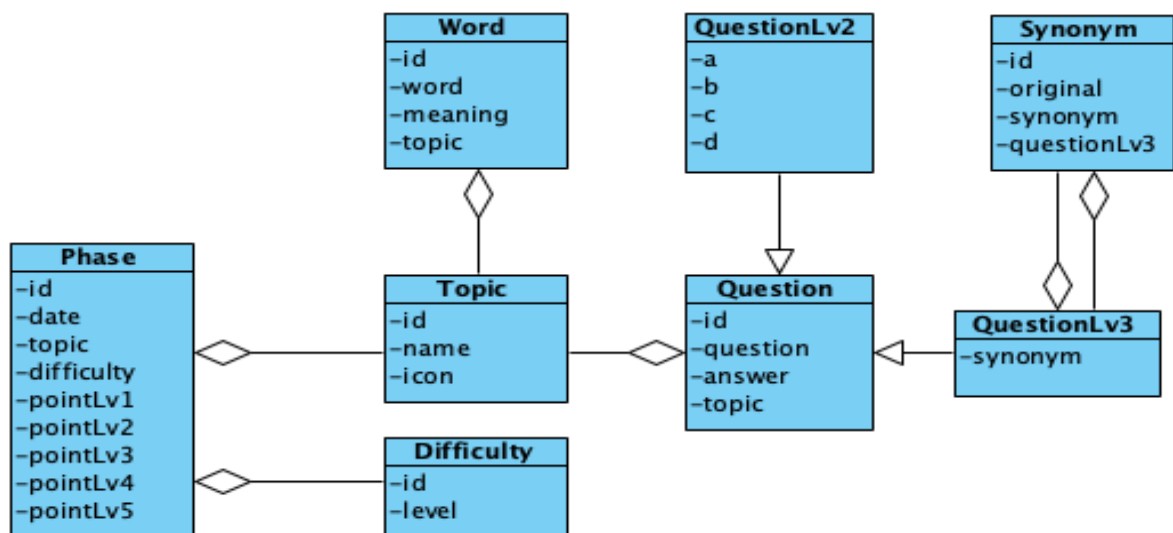 Word
-id
-word
-meaning
-topic
QuestionLv2
-a
-b
-c
-d
Synonym
-id
-original
-synonym
-questionLv3
Phase
-id
-date
-topic
-difficulty
-pointLv1
-pointLv2
-pointLv3
-pointLv4
-pointLv5
Topic
-id
-name
-icon
Question
-id
-question
-answer
-topic
QuestionLv3
-synonym
Difficulty
-id
-level